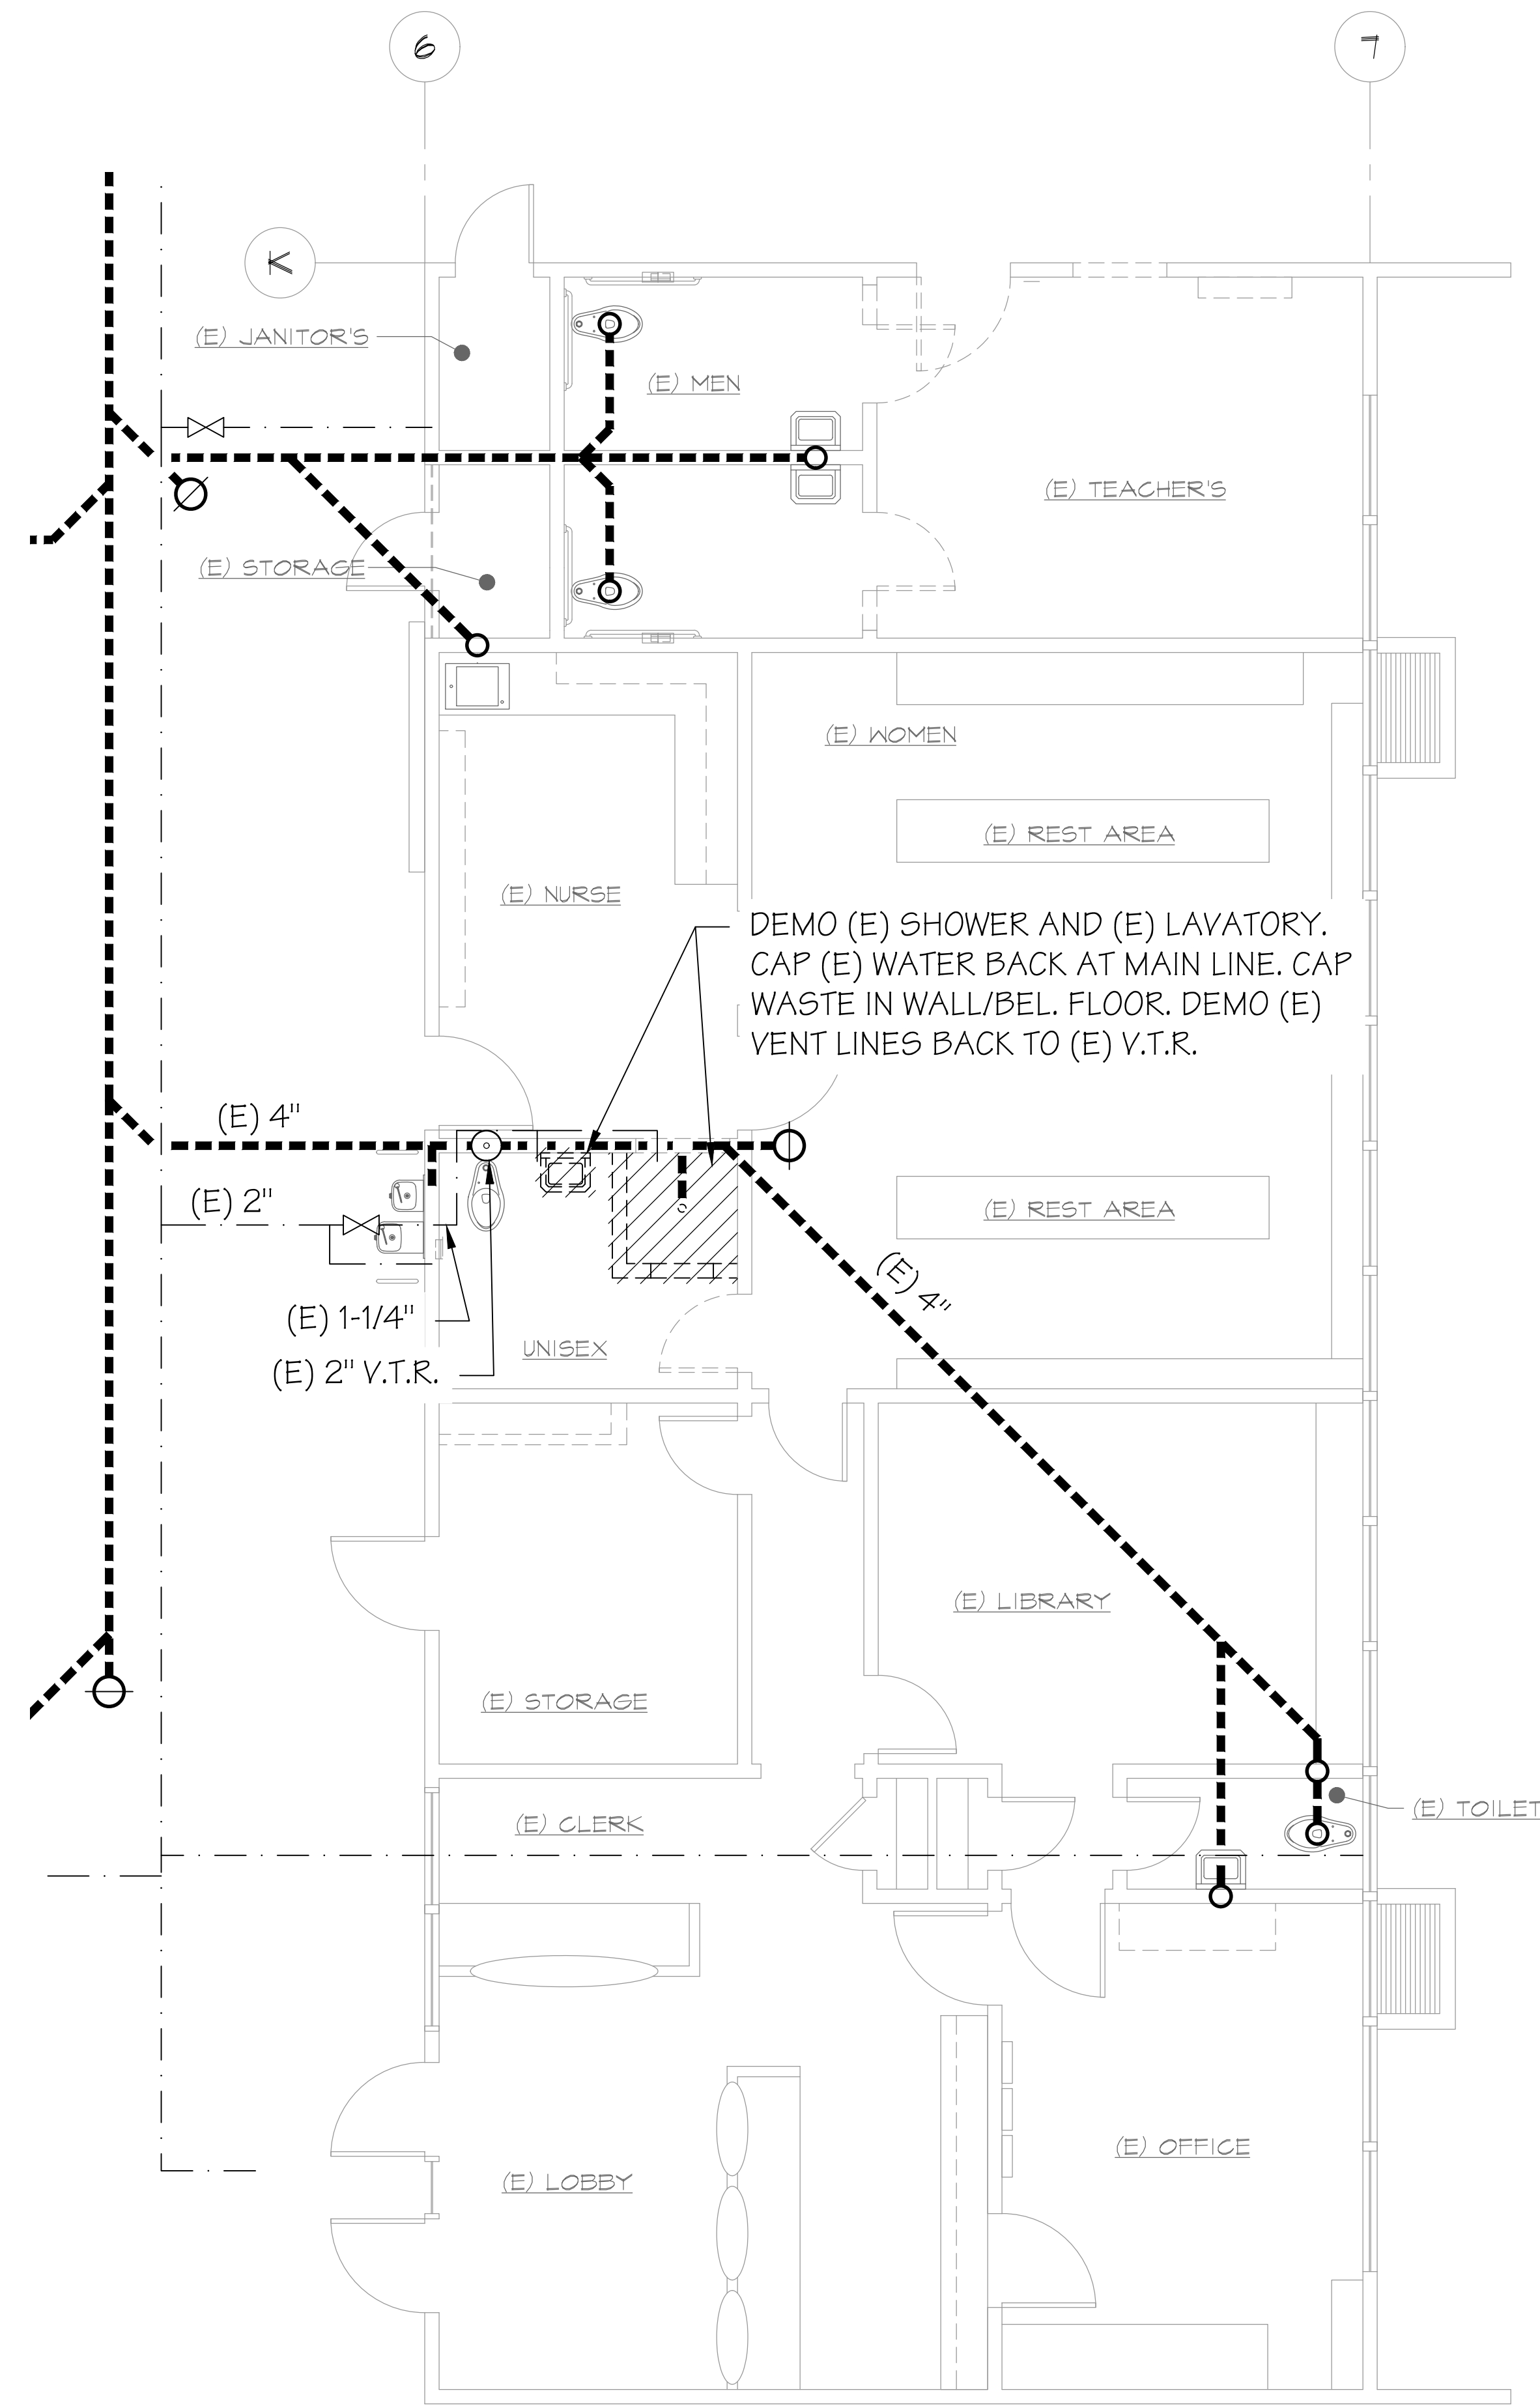 6
7
K
(E) JANITOR'S
(E) MEN
(E) TEACHER'S
(E) STORAGE
(E) WOMEN
(E) REST AREA
(E) NURSE
DEMO (E) SHOWER AND (E) LAVATORY.
CAP (E) WATER BACK AT MAIN LINE. CAP
WASTE IN WALL/BEL. FLOOR. DEMO (E)
VENT LINES BACK TO (E) V.T.R.
(E) 4"
(E) 2"
(E) REST AREA
(E) 4"
(E) 1-1/4"
UNISEX
(E) 2" V.T.R.
(E) LIBRARY
(E) STORAGE
(E) CLERK
(E) TOILET
(E) OFFICE
(E) LOBBY